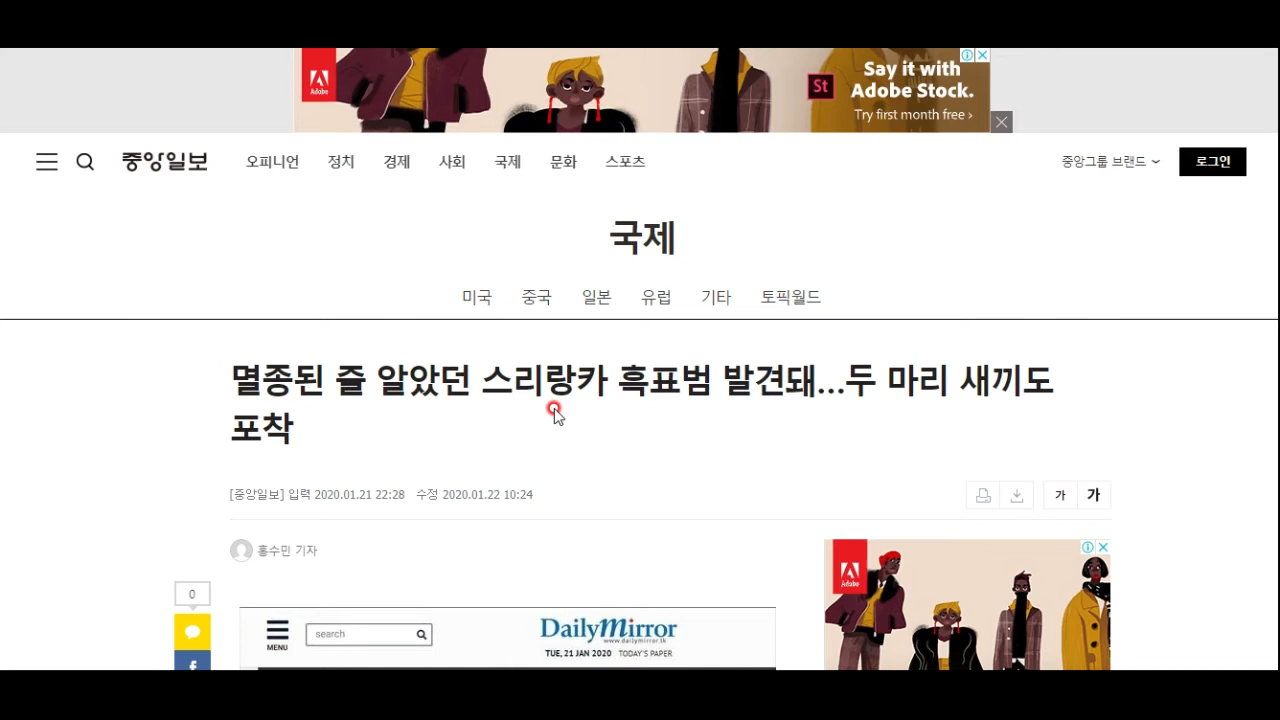 Say it with
Adobe Stock.
Try first month free ›
Adobe
St
중앙일보 오피니언 정치 경제 사회 국제 문화 스포츠 중앙그룹 브랜드 로그인
국제
미국 중국 일본 유럽 기타 토픽월드
멸종된 줄 알았던 스리랑카 흑표범 발견돼...두 마리 새끼도
포착
[중앙일보] 입력 2020.01.21 22:28 수정 2020.01.22 10:24
가 가
홍수민 기자
0
MENU
search
DailyMirror
www.dailymirror.lk
TUE, 21 JAN 2020 TODAY'S PAPER
Adobe